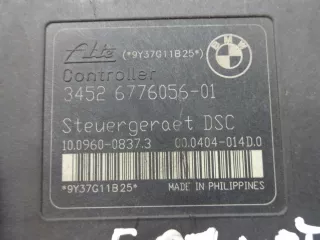 Ate (*9Y37G11B25*) BMW
Controller
3452 6776056-01
Steuergeraet DSC
10.0960-0837.3 00.0404-014D.0
*9Y37G11B25* MADE IN PHILIPPINES